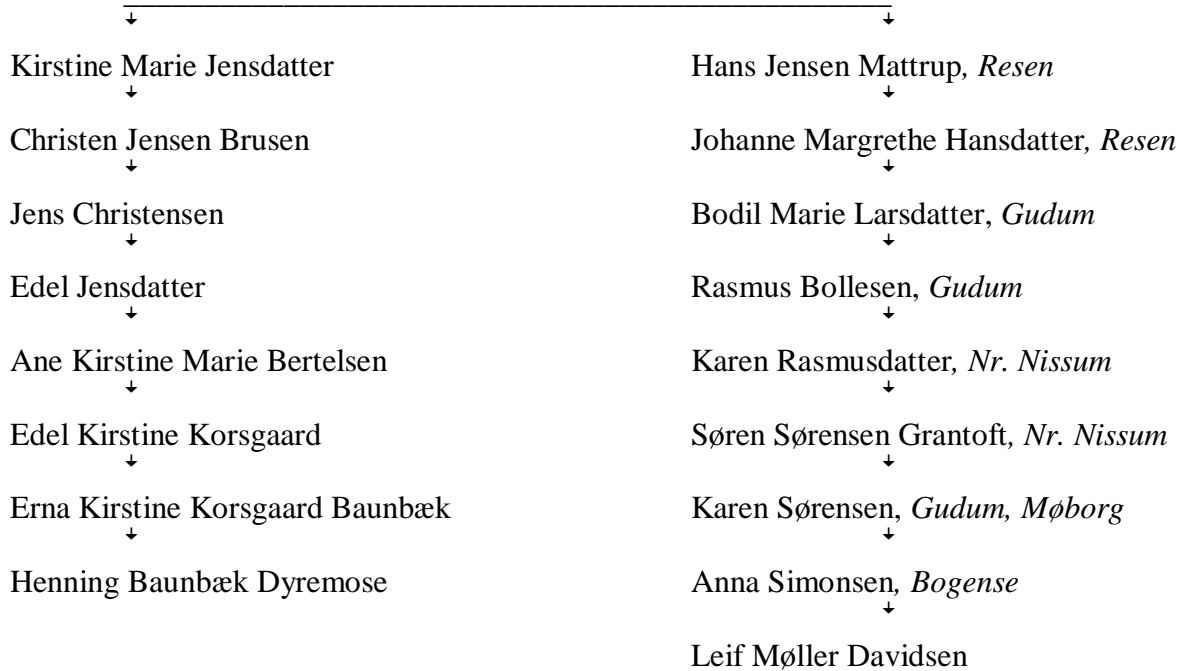 Kirstine Marie Jensdatter
Hans Jensen Mattrup, Resen
Christen Jensen Brusen
Johanne Margrethe Hansdatter, Resen
Jens Christensen
Bodil Marie Larsdatter, Gudum
Edel Jensdatter
Rasmus Bollesen, Gudum
Ane Kirstine Marie Bertelsen
Karen Rasmusdatter, Nr. Nissum
Edel Kirstine Korsgaard
Søren Sørensen Grantoft, Nr. Nissum
Erna Kirstine Korsgaard Baunbæk
Karen Sørensen, Gudum, Møborg
Henning Baunbæk Dyremose
Anna Simonsen, Bogense
Leif Møller Davidsen